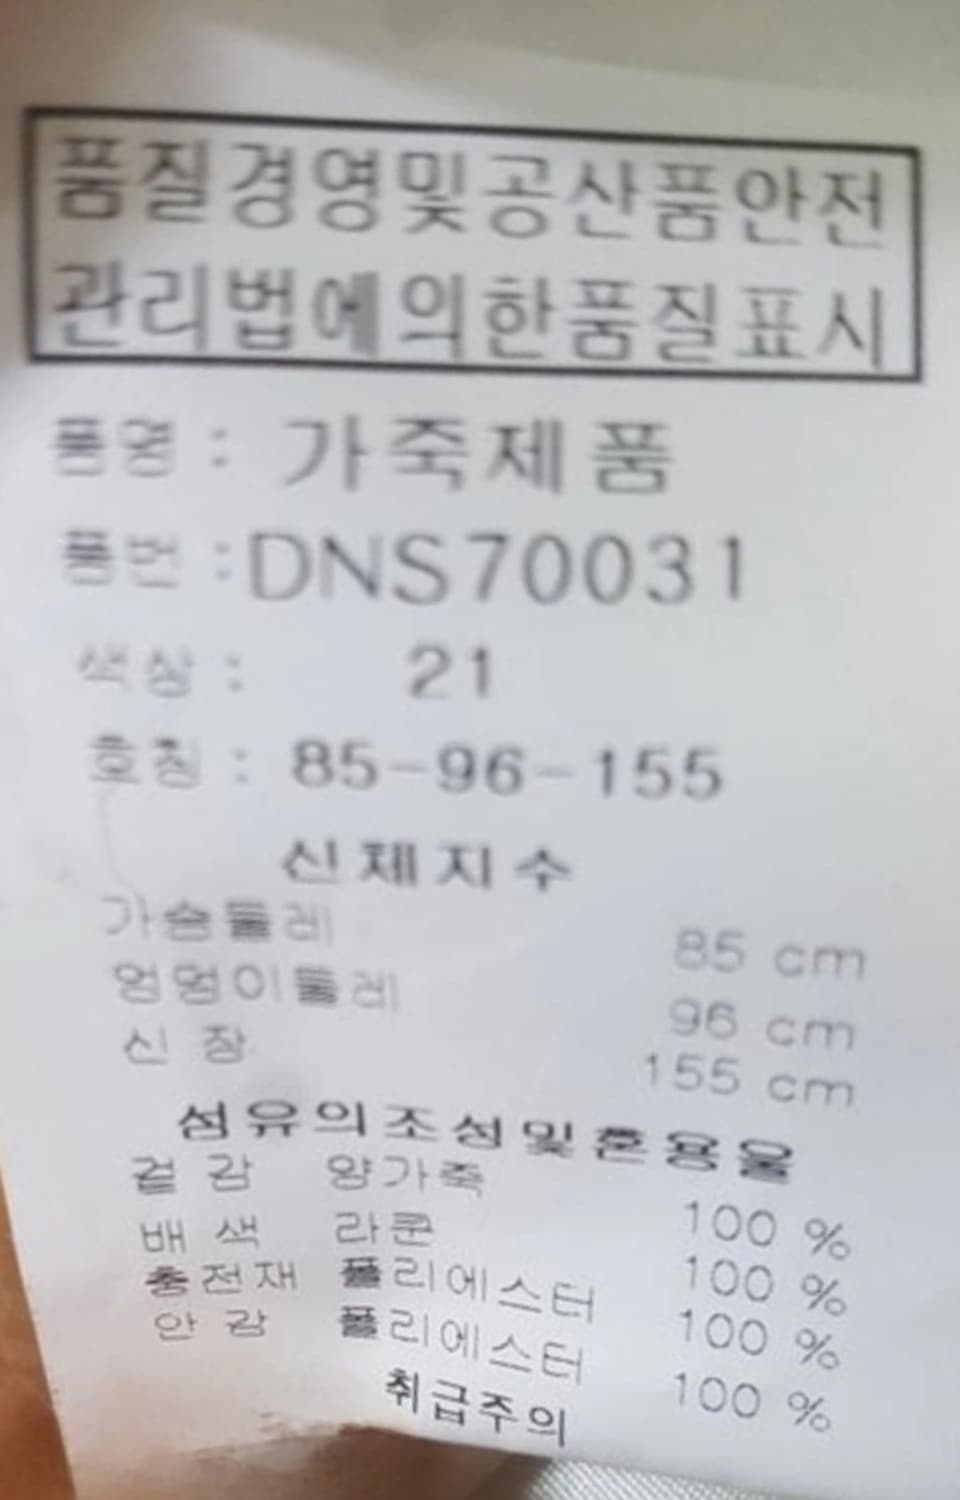 품질경영및공산품안전
관리법에의한품질표시
품명 : 가죽제품
품번 : DNS70031
색상 : 21
호칭 : 85-96-155
신체지수
가슴둘레 85 cm
엉덩이둘레 96 cm
신 장 155 cm
섬유의조성및혼용율
겉 감 양가죽 100 %
배 색 라쿤 100 %
충전재 폴리에스터 100 %
안 감 폴리에스터 100 %
취급주의